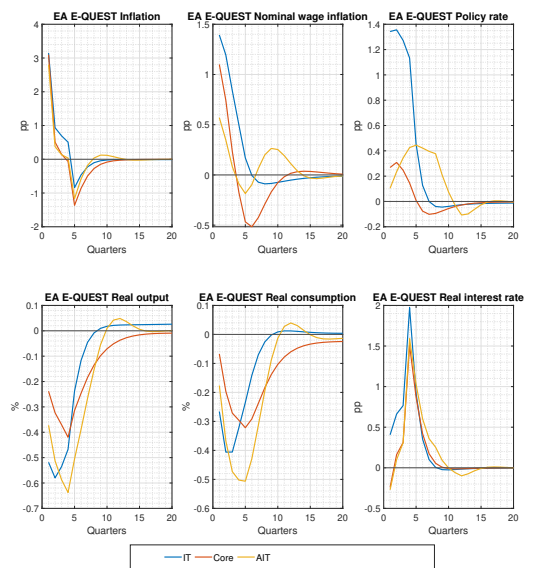 EA E-QUEST Inflation
EA E-QUEST Nominal wage inflation
EA E-QUEST Policy rate
4
3
2
1
0
-1
-2
pp
0 5 10 15 20
Quarters
1.5
1
0.5
0
-0.5
pp
0 5 10 15 20
Quarters
1.4
1.2
1
0.8
0.6
0.4
0.2
0
-0.2
pp
0 5 10 15 20
Quarters
EA E-QUEST Real output
EA E-QUEST Real consumption
EA E-QUEST Real interest rate
0.1
0
-0.1
-0.2
-0.3
-0.4
-0.5
-0.6
-0.7
%
0 5 10 15 20
Quarters
0.1
0
-0.1
-0.2
-0.3
-0.4
-0.5
-0.6
%
0 5 10 15 20
Quarters
2
1.5
1
0.5
0
-0.5
pp
0 5 10 15 20
Quarters
IT Core AIT